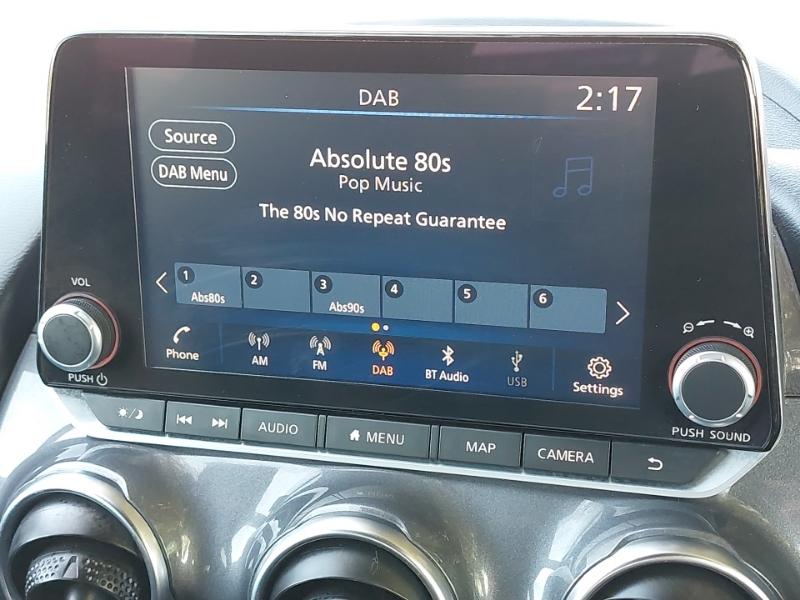 DAB 2:17
Source
Absolute 80s
DAB Menu
Pop Music
The 80s No Repeat Guarantee
1 2 3 4 5 6
Abs80s Abs90s
VOL
PUSH
Phone AM FM DAB BT Audio USB Settings
PUSH SOUND
AUDIO MENU MAP CAMERA